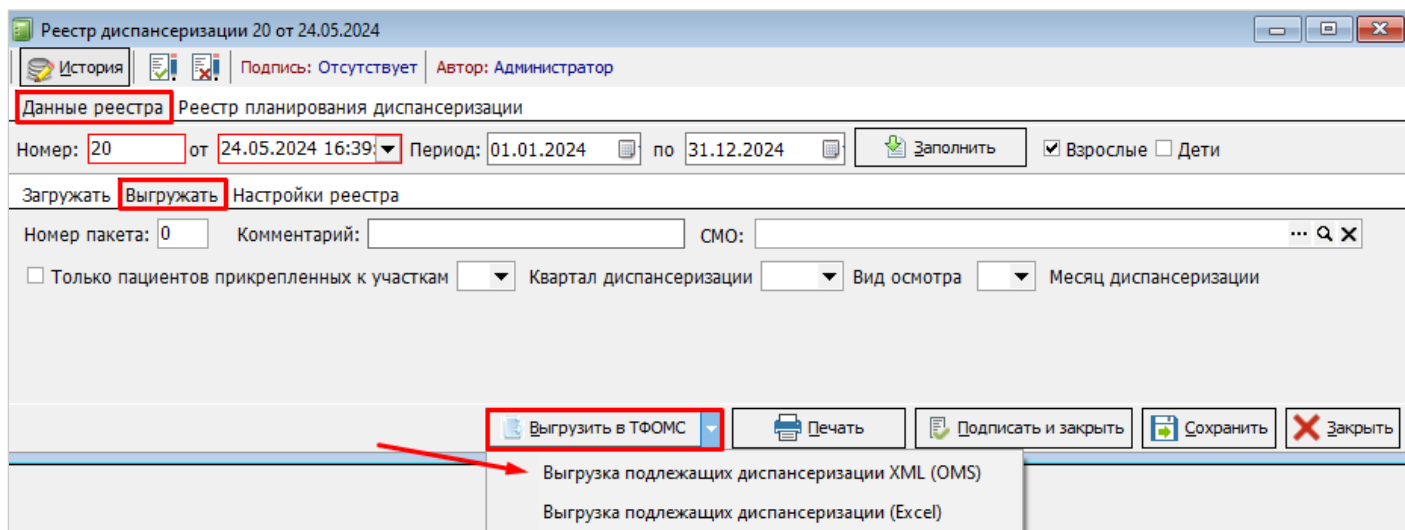 Реестр диспансеризации 20 от 24.05.2024
История Подпись: Отсутствует Автор: Администратор
Данные реестра Реестр планирования диспансеризации
Номер: 20 от 24.05.2024 16:39: Период: 01.01.2024 по 31.12.2024 Заполнить Взрослые Дети
Загружать Выгружать Настройки реестра
Номер пакета: 0 Комментарий: СМО:
Только пациентов прикрепленных к участкам Квартал диспансеризации Вид осмотра Месяц диспансеризации
Выгрузить в ТФОМС Печать Подписать и закрыть Сохранить Закрыть
Выгрузка подлежащих диспансеризации XML (OMS)
Выгрузка подлежащих диспансеризации (Excel)